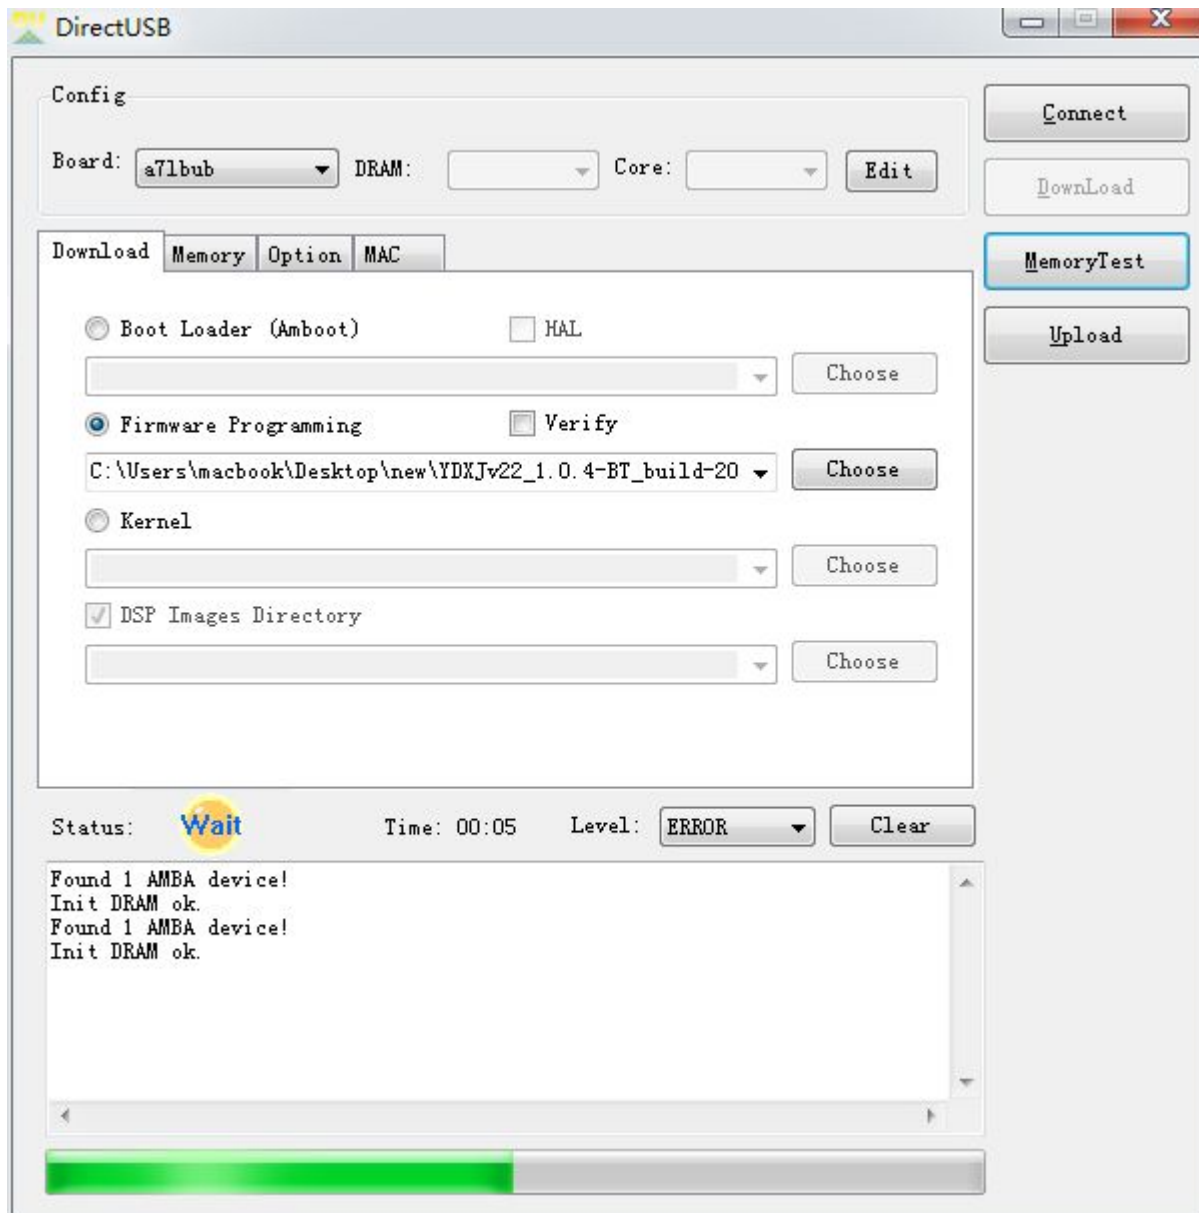 DirectUSB
Config
Board: a7lbub DRAM: Core: Edit
Connect
DownLoad
MemoryTest
Upload
Download Memory Option MAC
Boot Loader (Amboot) HAL
Choose
Firmware Programming Verify
C:\Users\macbook\Desktop\new\YDXJv22_1.0.4-BT_build-20 Choose
Kernel
Choose
DSP Images Directory
Choose
Status: Wait Time: 00:05 Level: ERROR Clear
Found 1 AMBA device!
Init DRAM ok.
Found 1 AMBA device!
Init DRAM ok.